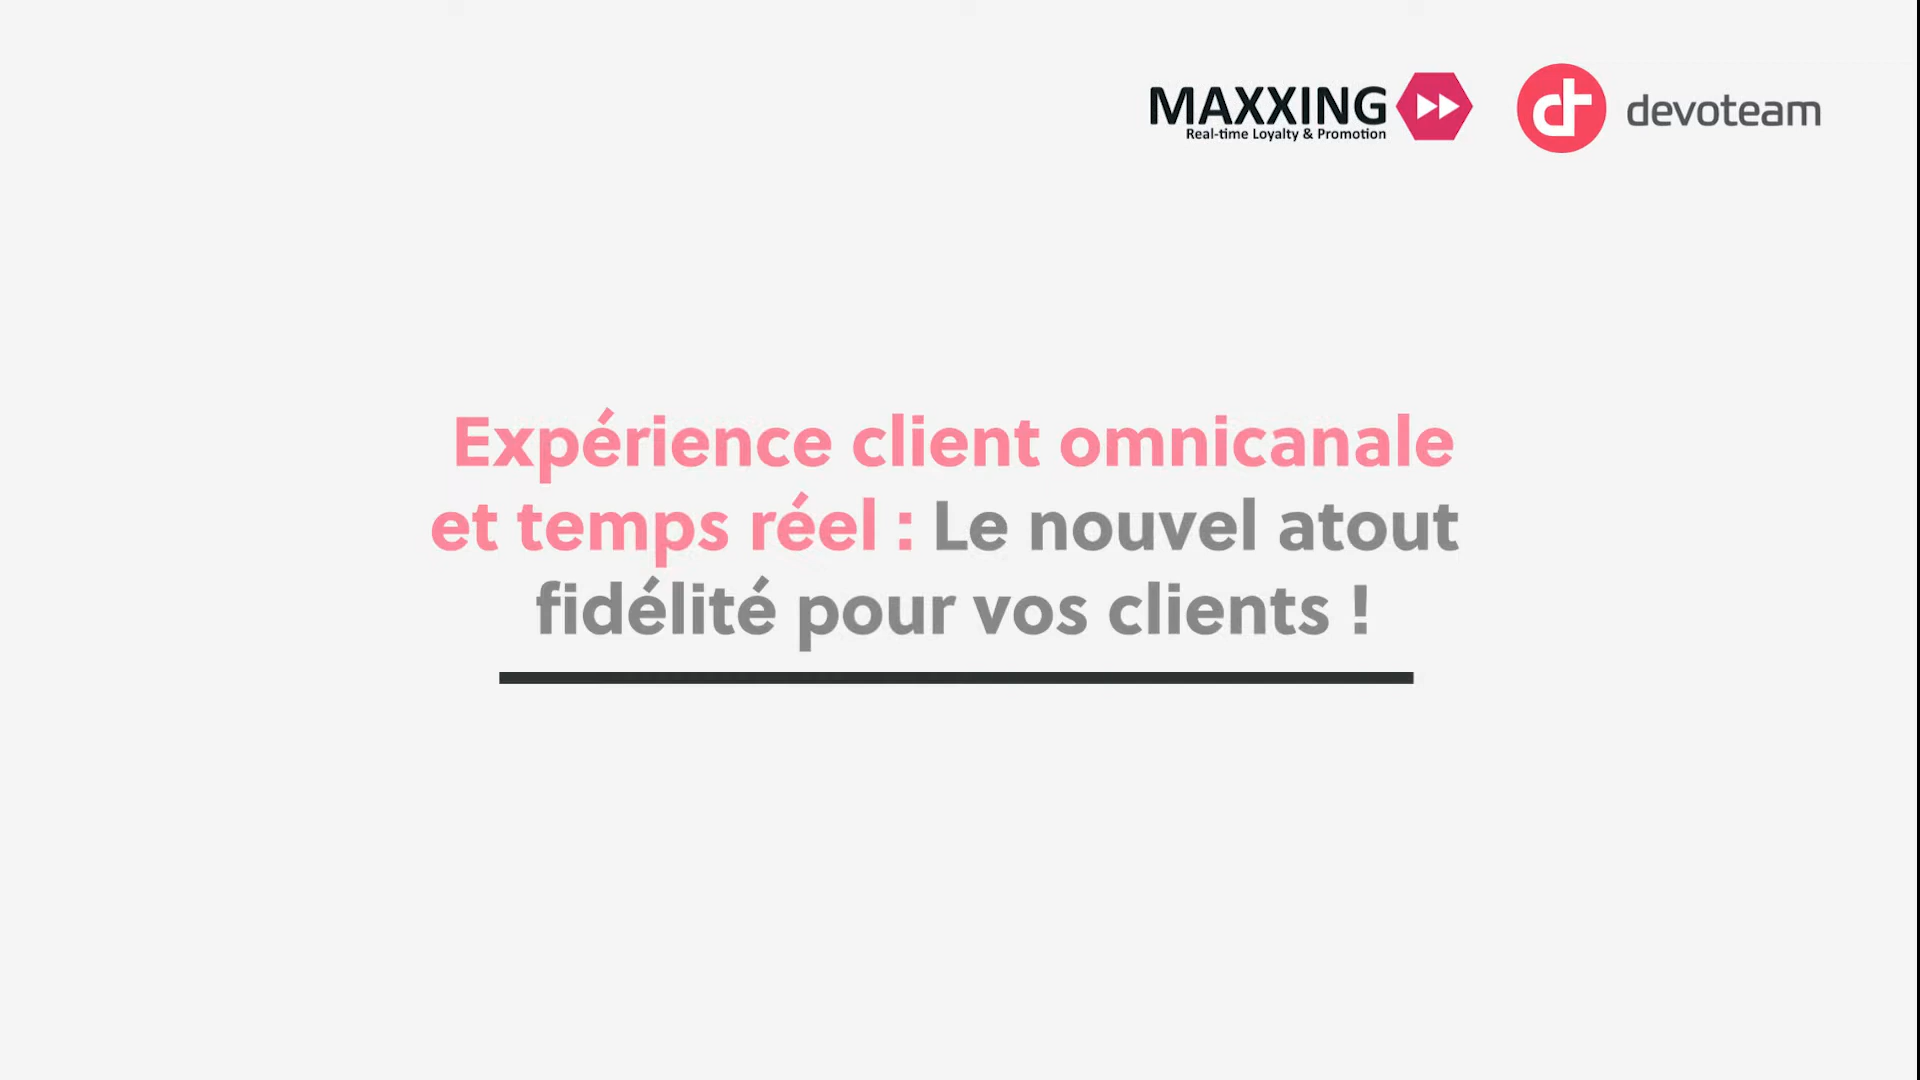 MAXXING
Real-time Loyalty & Promotion
devoteam
Expérience client omnicanale
et temps réel : Le nouvel atout
fidélité pour vos clients !